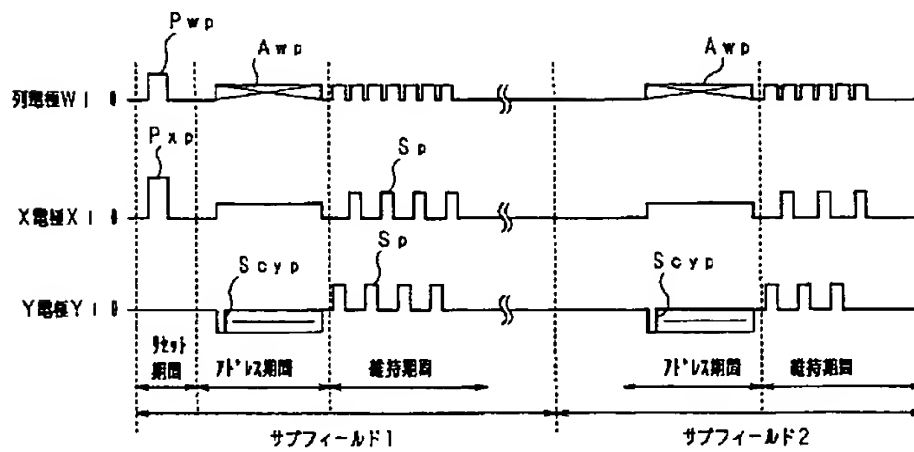 Pwp
Awp
Awp
列電極Wi 0
Pxp
Sp
X電極Xi 0
Scyp
Sp
Scyp
Y電極Yi 0
リセット期間
アドレス期間
維持期間
アドレス期間
維持期間
サブフィールド1
サブフィールド2